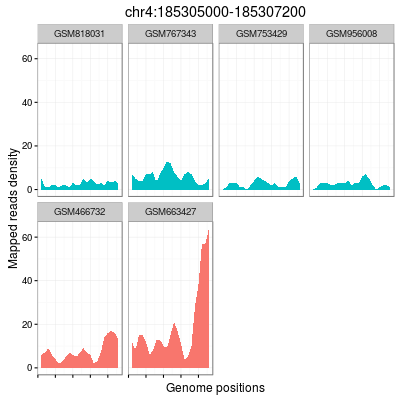 chr4:185305000-185307200
GSM818031 GSM767343 GSM753429 GSM956008
60
40
20
0
GSM466732 GSM663427
60
40
20
0
Mapped reads density
Genome positions